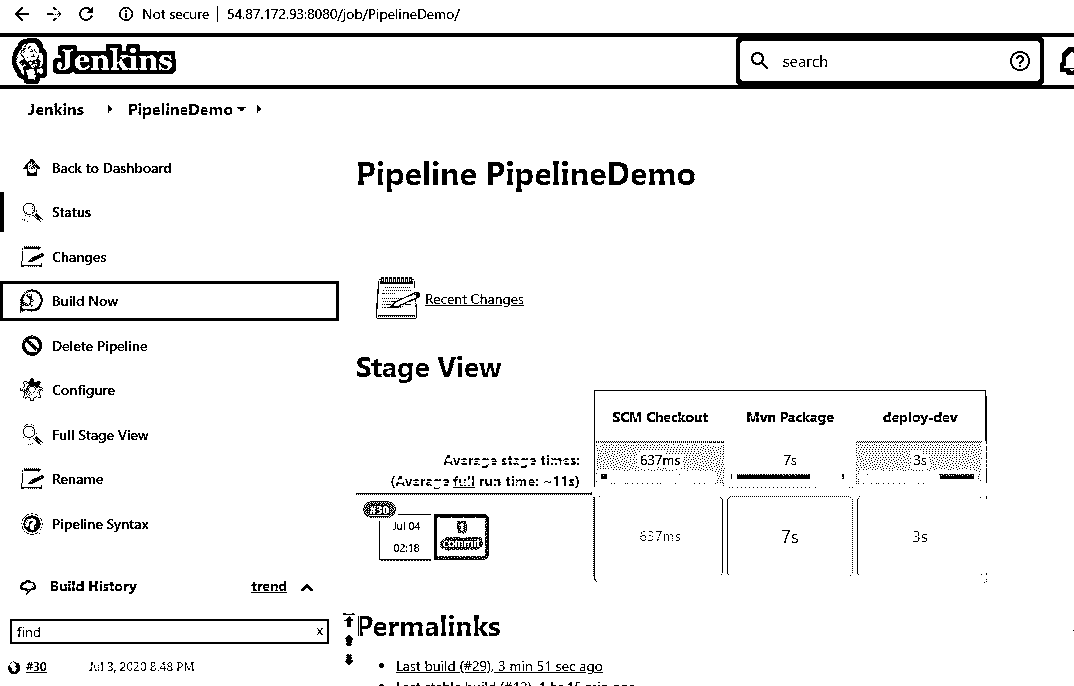 Not secure | 54.87.172.93:8080/job/PipelineDemo/
Jenkins
search
Jenkins PipelineDemo
Back to Dashboard
Status
Changes
Build Now
Delete Pipeline
Configure
Full Stage View
Rename
Pipeline Syntax
Build History trend
find x
#30 Jul 3, 2020 8:48 PM
Pipeline PipelineDemo
Recent Changes
Stage View
SCM Checkout Mvn Package deploy-dev
Average stage times: 637ms 7s 3s
(Average full run time: ~11s)
#30
Jul 04 1
02:18 commit
637ms 7s 3s
Permalinks
Last build (#29), 3 min 51 sec ago